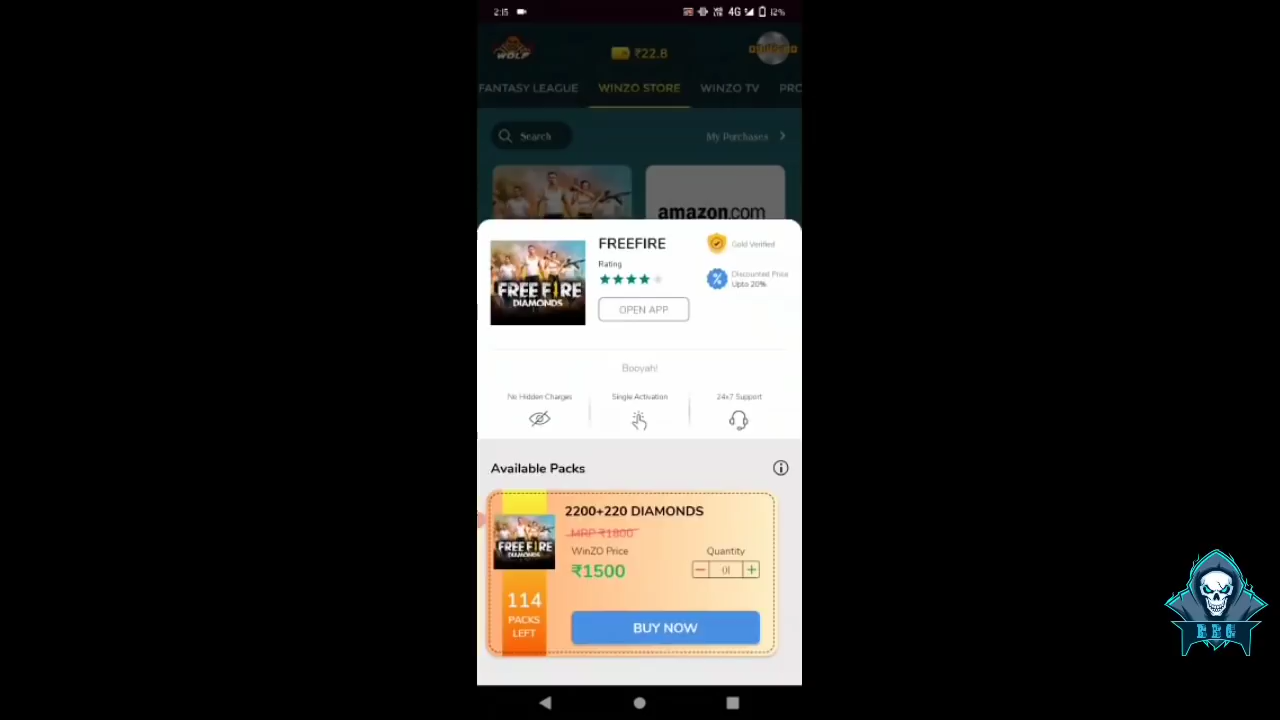 2:15
4G 12%
WOLF
₹22.8
FANTASY LEAGUE WINZO STORE WINZO TV PRO
Search
My Purchases
amazon.com
FREEFIRE
Gold Verified
Rating
Discounted Price
Upto 20%
OPEN APP
FREE FIRE
DIAMONDS
Booyah!
No Hidden Charges
Single Activation
24x7 Support
Available Packs
2200+220 DIAMONDS
MRP ₹1800
WinZO Price
Quantity
₹1500
01
FREE FIRE
DIAMONDS
114
PACKS
LEFT
BUY NOW